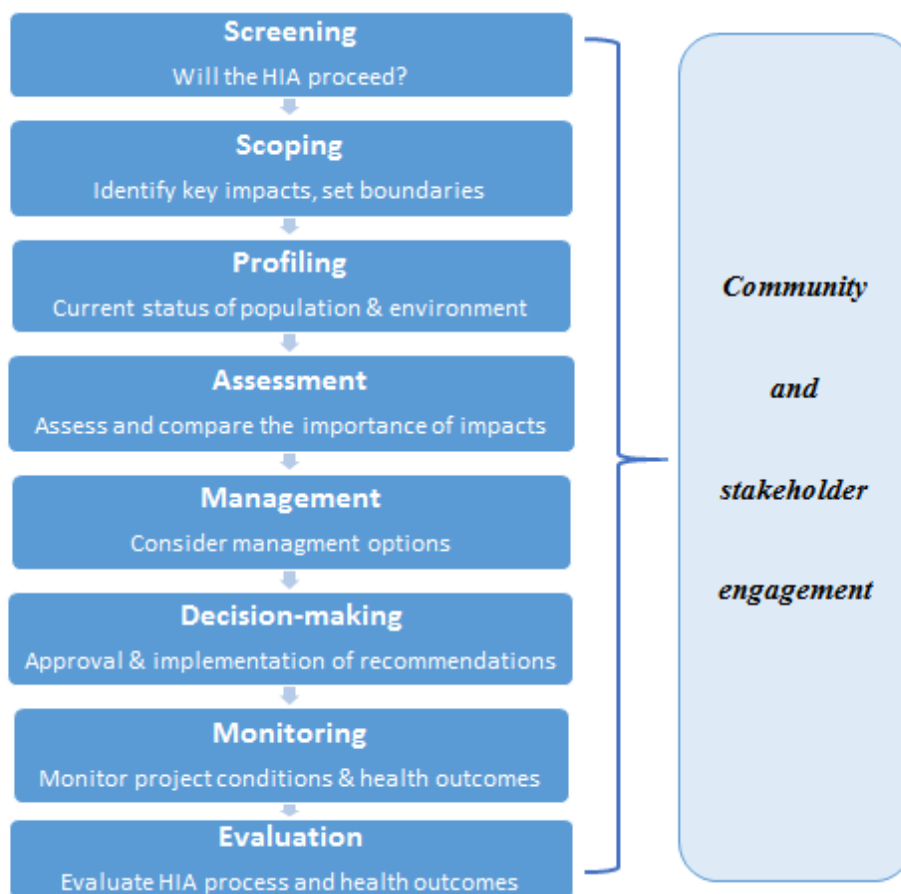 Screening
Will the HIA proceed?
Scoping
Identify key impacts, set boundaries
Profiling
Current status of population & environment
Assessment
Assess and compare the importance of impacts
Management
Consider managment options
Decision-making
Approval & implementation of recommendations
Monitoring
Monitor project conditions & health outcomes
Evaluation
Evaluate HIA process and health outcomes
Community
and
stakeholder
engagement